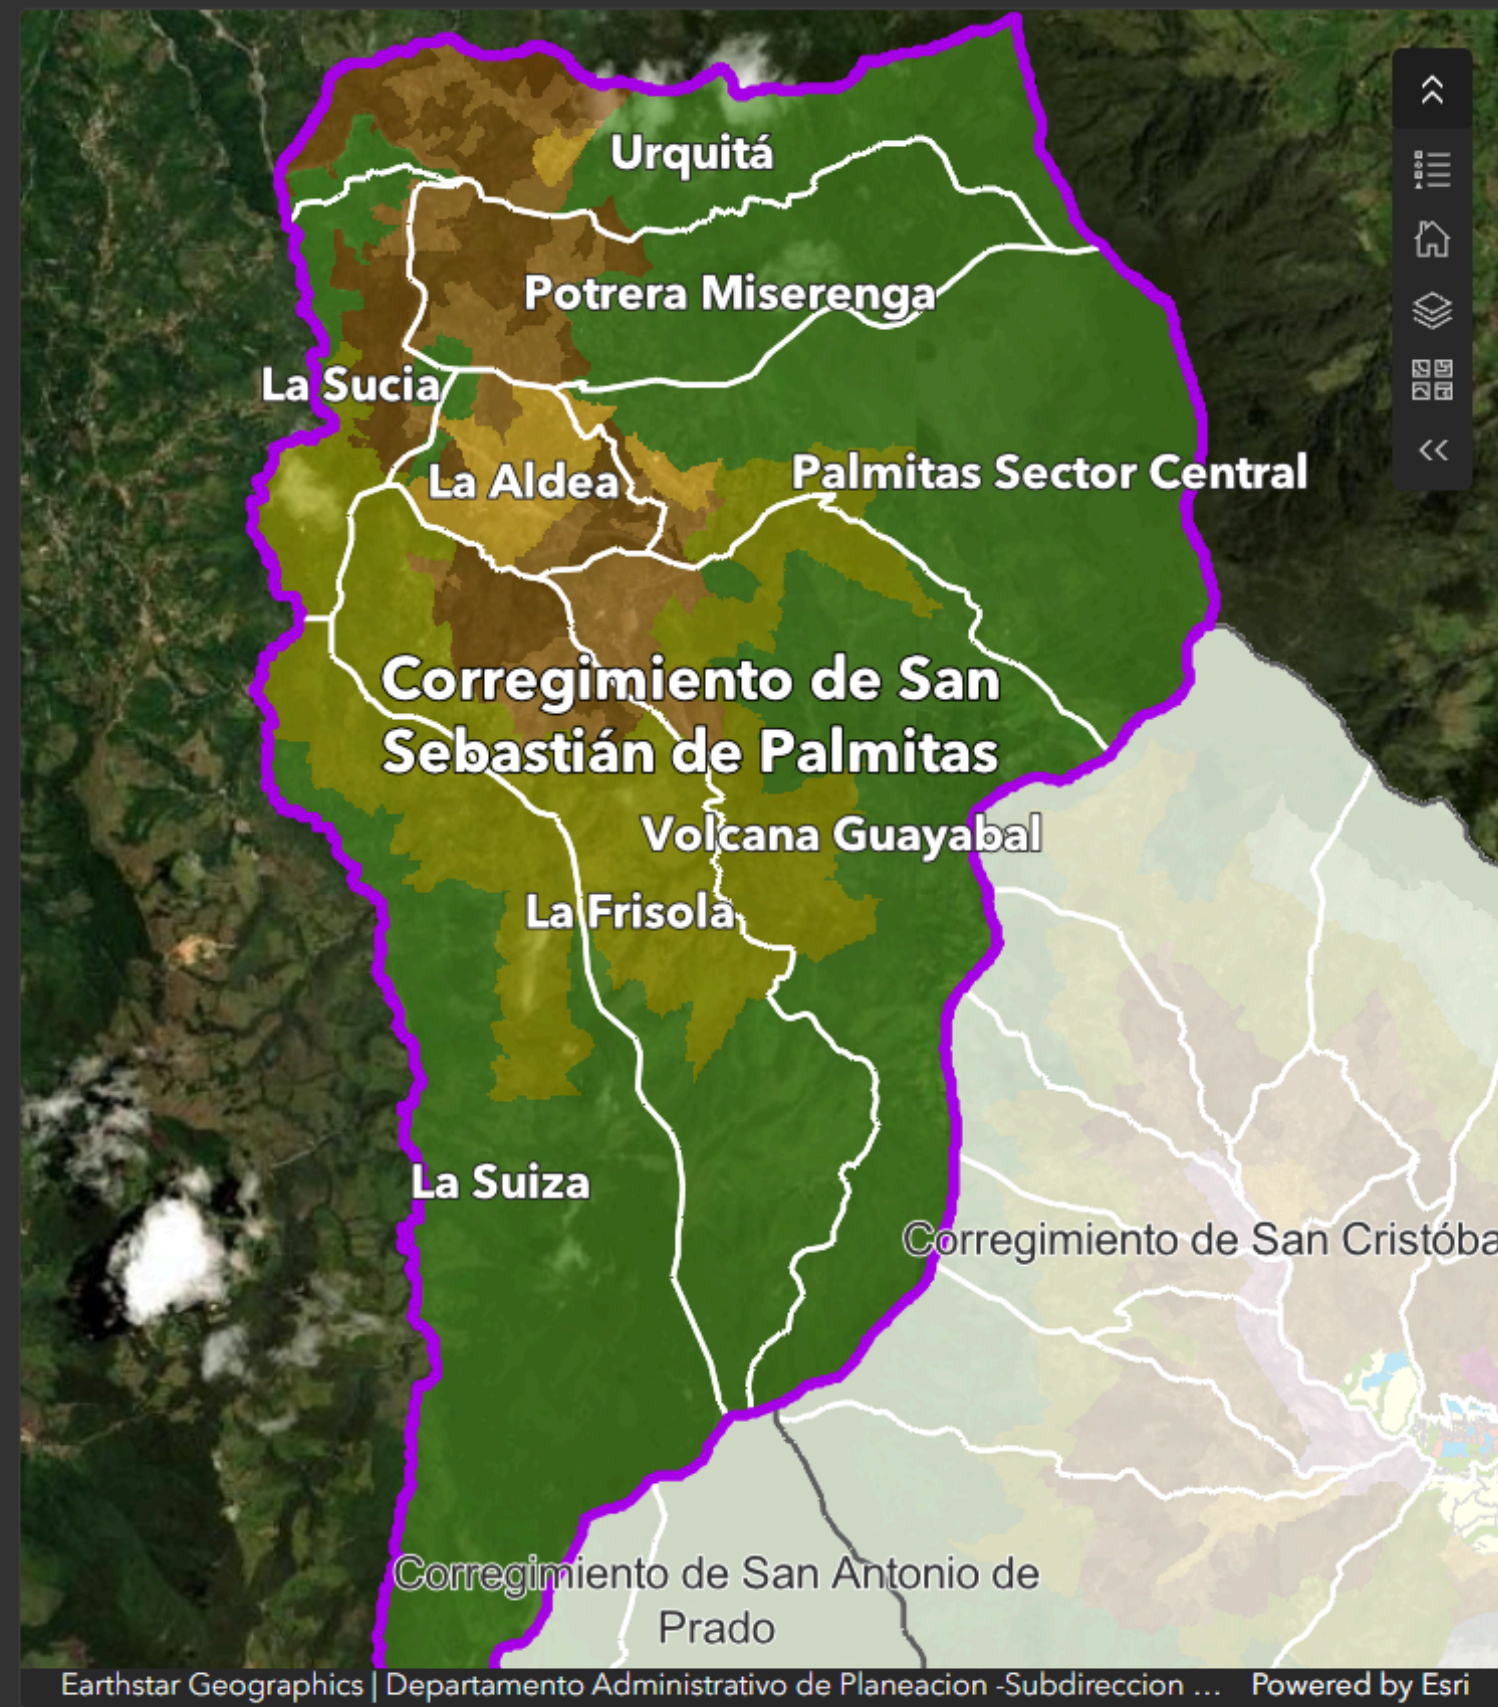 Urquitá
Potrera Miserenga
La Sucia
Palmitas Sector Central
La Aldea
Corregimiento de San
Sebastián de Palmitas
Volcana Guayabal
La Frisola
La Suiza
Corregimiento de San Cristóba
Corregimiento de San Antonio de
Prado
Earthstar Geographics | Departamento Administrativo de Planeacion -Subdireccion ... Powered by Esri